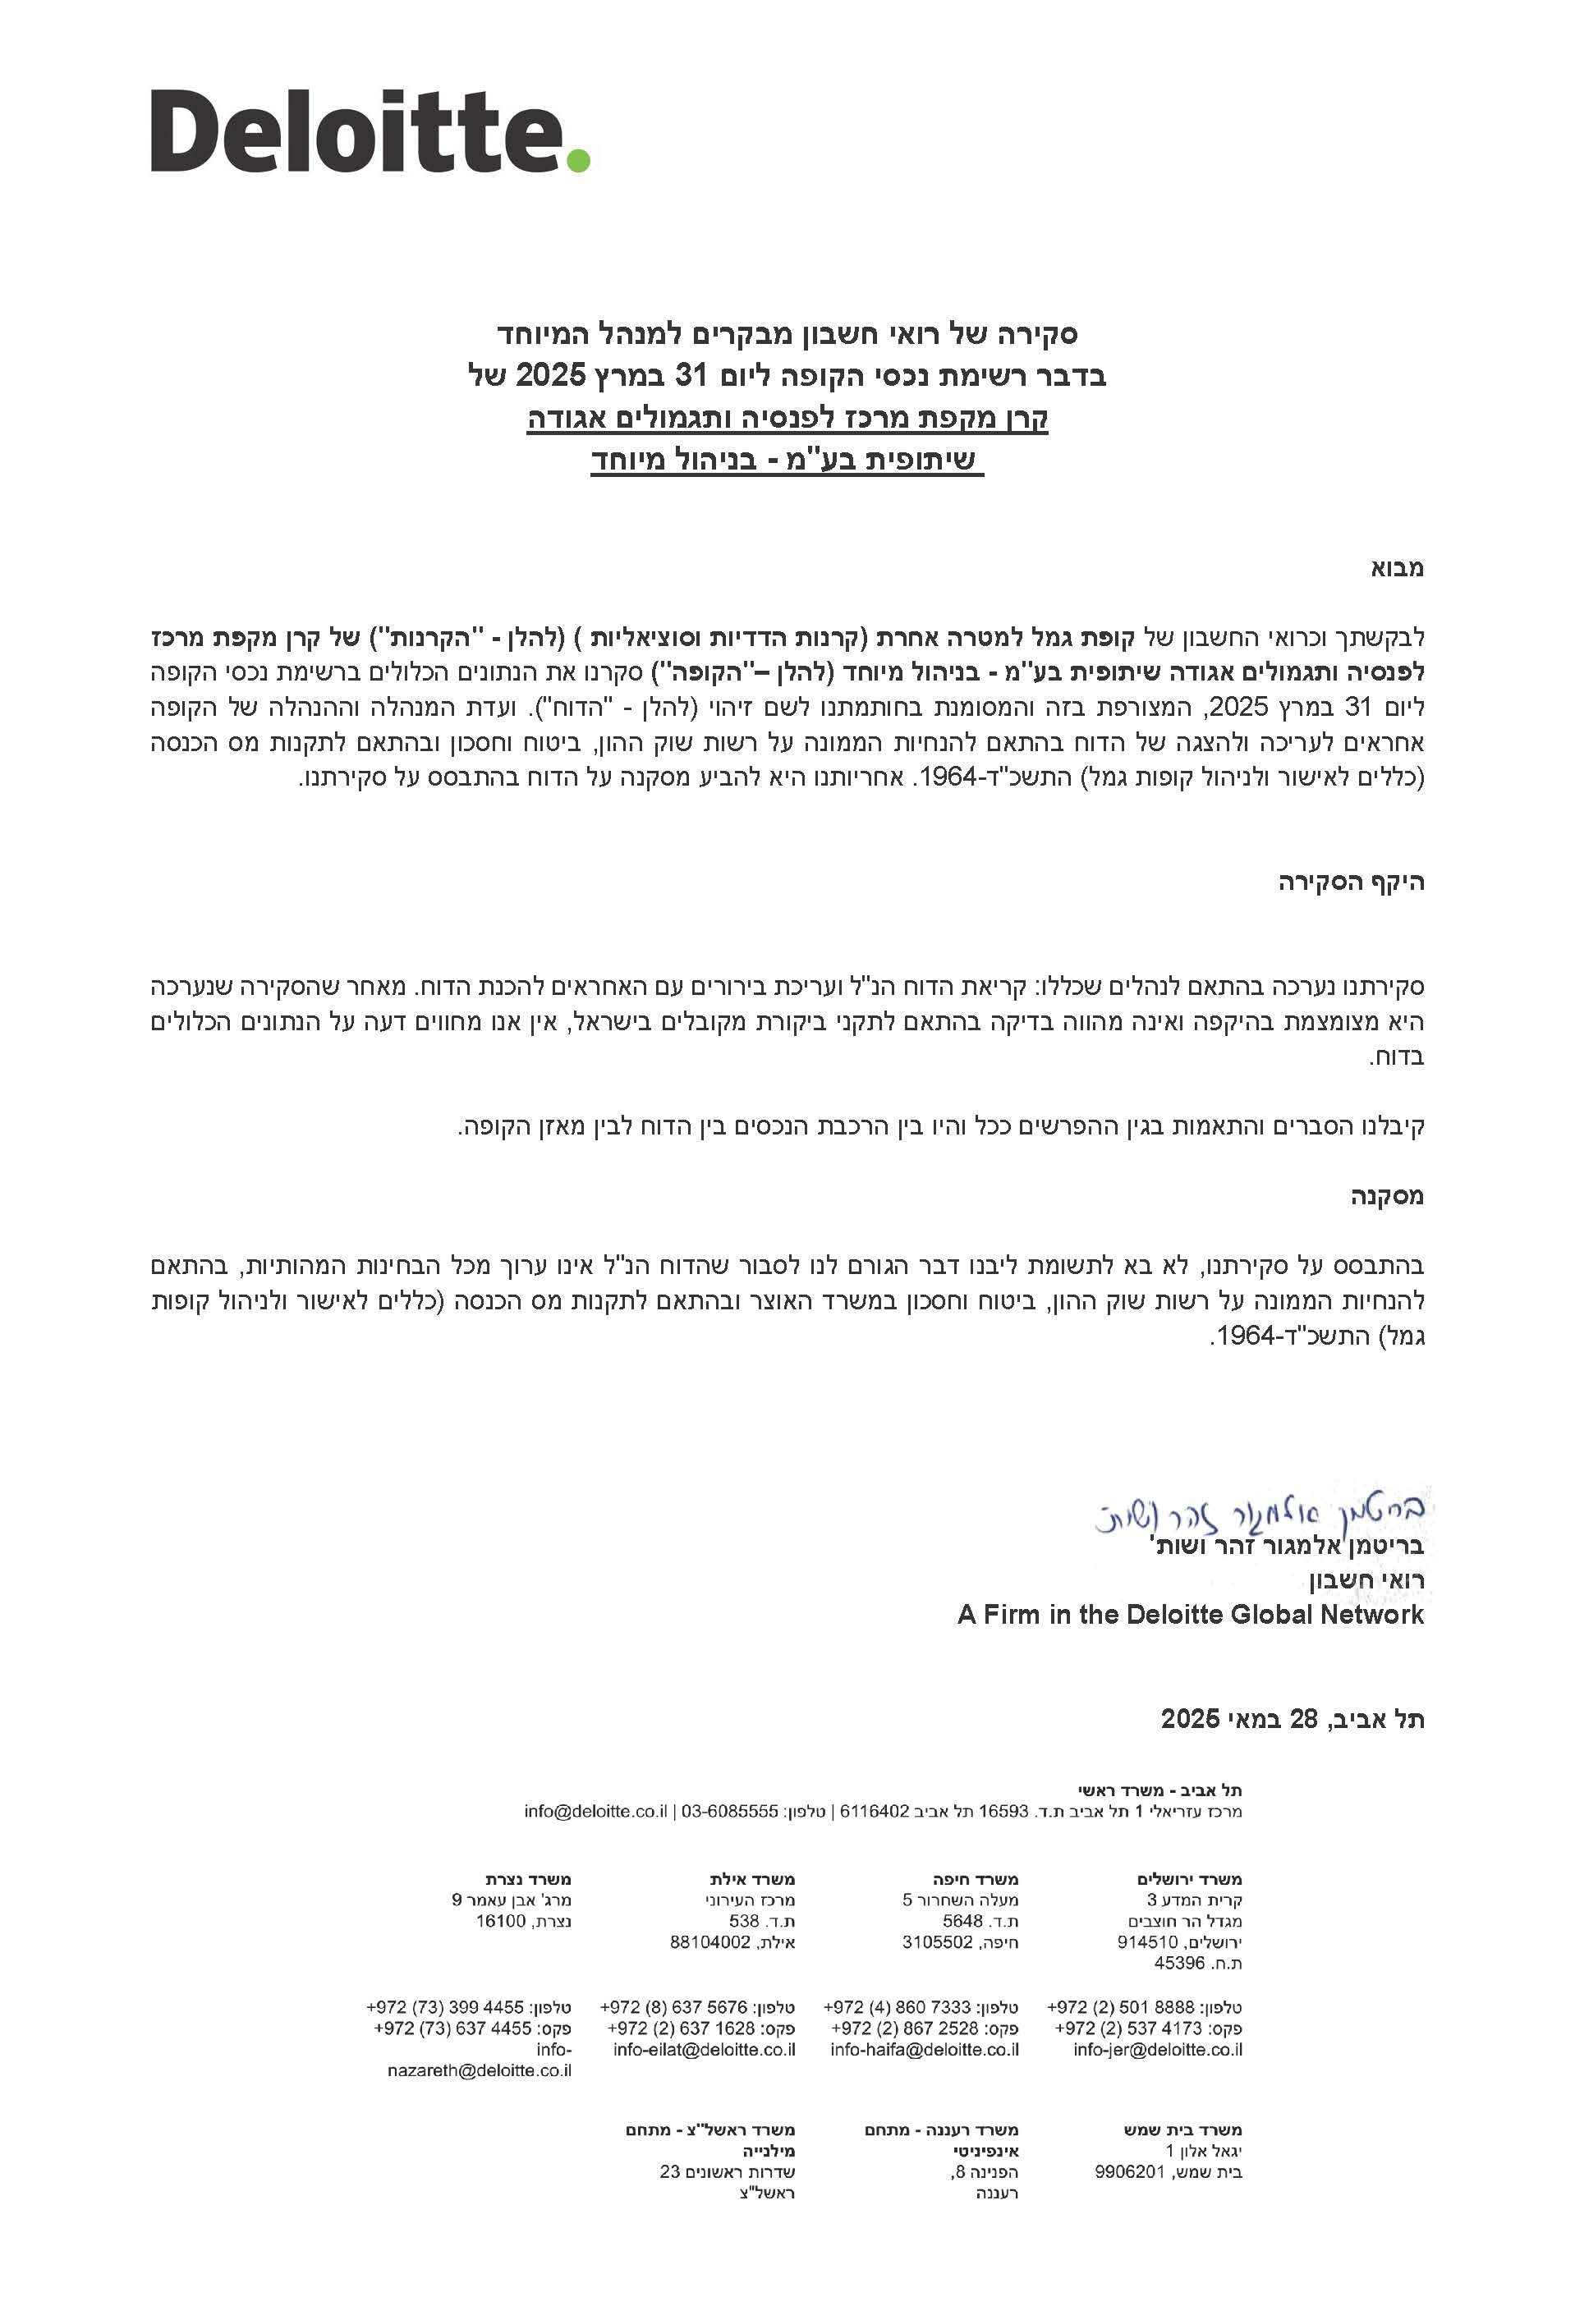 Deloitte.
סקירה של רואי חשבון מבקרים למנהל המיוחד
בדבר רשימת נכסי הקופה ליום 31 במרץ 2025 של
קרן מקפת מרכז לפנסיה ותגמולים אגודה
שיתופית בע"מ - בניהול מיוחד
מבוא
לבקשתך וכרואי החשבון של קופת גמל למטרה אחרת (קרנות הדדיות וסוציאליות ) (להלן - "הקרנות") של קרן מקפת מרכז
לפנסיה ותגמולים אגודה שיתופית בע"מ - בניהול מיוחד (להלן –"הקופה") סקרנו את הנתונים הכלולים ברשימת נכסי הקופה
ליום 31 במרץ 2025, המצורפת בזה והמסומנת בחותמתנו לשם זיהוי (להלן - "הדוח"). ועדת המנהלה וההנהלה של הקופה
אחראים לעריכה ולהצגה של הדוח בהתאם להנחיות הממונה על רשות שוק ההון, ביטוח וחסכון ובהתאם לתקנות מס הכנסה
(כללים לאישור ולניהול קופות גמל) התשכ"ד-1964. אחריותנו היא להביע מסקנה על הדוח בהתבסס על סקירתנו.
היקף הסקירה
סקירתנו נערכה בהתאם לנהלים שכללו: קריאת הדוח הנ"ל ועריכת בירורים עם האחראים להכנת הדוח. מאחר שהסקירה שנערכה
היא מצומצמת בהיקפה ואינה מהווה בדיקה בהתאם לתקני ביקורת מקובלים בישראל, אין אנו מחווים דעה על הנתונים הכלולים
בדוח.
קיבלנו הסברים והתאמות בגין ההפרשים ככל והיו בין הרכבת הנכסים בין הדוח לבין מאזן הקופה.
מסקנה
בהתבסס על סקירתנו, לא בא לתשומת ליבנו דבר הגורם לנו לסבור שהדוח הנ"ל אינו ערוך מכל הבחינות המהותיות, בהתאם
להנחיות הממונה על רשות שוק ההון, ביטוח וחסכון במשרד האוצר ובהתאם לתקנות מס הכנסה (כללים לאישור ולניהול קופות
גמל) התשכ"ד-1964.
בריטמן אלמגור זהר ושות'
בריטמן אלמגור זהר ושות'
רואי חשבון
A Firm in the Deloitte Global Network
תל אביב, 28 במאי 2025
תל אביב - משרד ראשי
מרכז עזריאלי 1 תל אביב ת.ד. 16593 תל אביב 6116402 | טלפון: 03-6085555 | info@deloitte.co.il
משרד ירושלים
קרית המדע 3
מגדל הר חוצבים
ירושלים, 914510
ת.ח. 45396
טלפון: +972 (2) 501 8888
פקס: +972 (2) 537 4173
info-jer@deloitte.co.il
משרד חיפה
מעלה השחרור 5
ת.ד. 5648
חיפה, 3105502
טלפון: +972 (4) 860 7333
פקס: +972 (2) 867 2528
info-haifa@deloitte.co.il
משרד אילת
מרכז העירוני
ת.ד. 538
אילת, 88104002
טלפון: +972 (8) 637 5676
פקס: +972 (2) 637 1628
info-eilat@deloitte.co.il
משרד נצרת
מרג' אבן עאמר 9
נצרת, 16100
טלפון: +972 (73) 399 4455
פקס: +972 (73) 637 4455
info-
nazareth@deloitte.co.il
משרד בית שמש
יגאל אלון 1
בית שמש, 9906201
משרד רעננה - מתחם
אינפיניטי
הפנינה 8,
רעננה
משרד ראשל"צ - מתחם
מילנייה
שדרות ראשונים 23
ראשל"צ